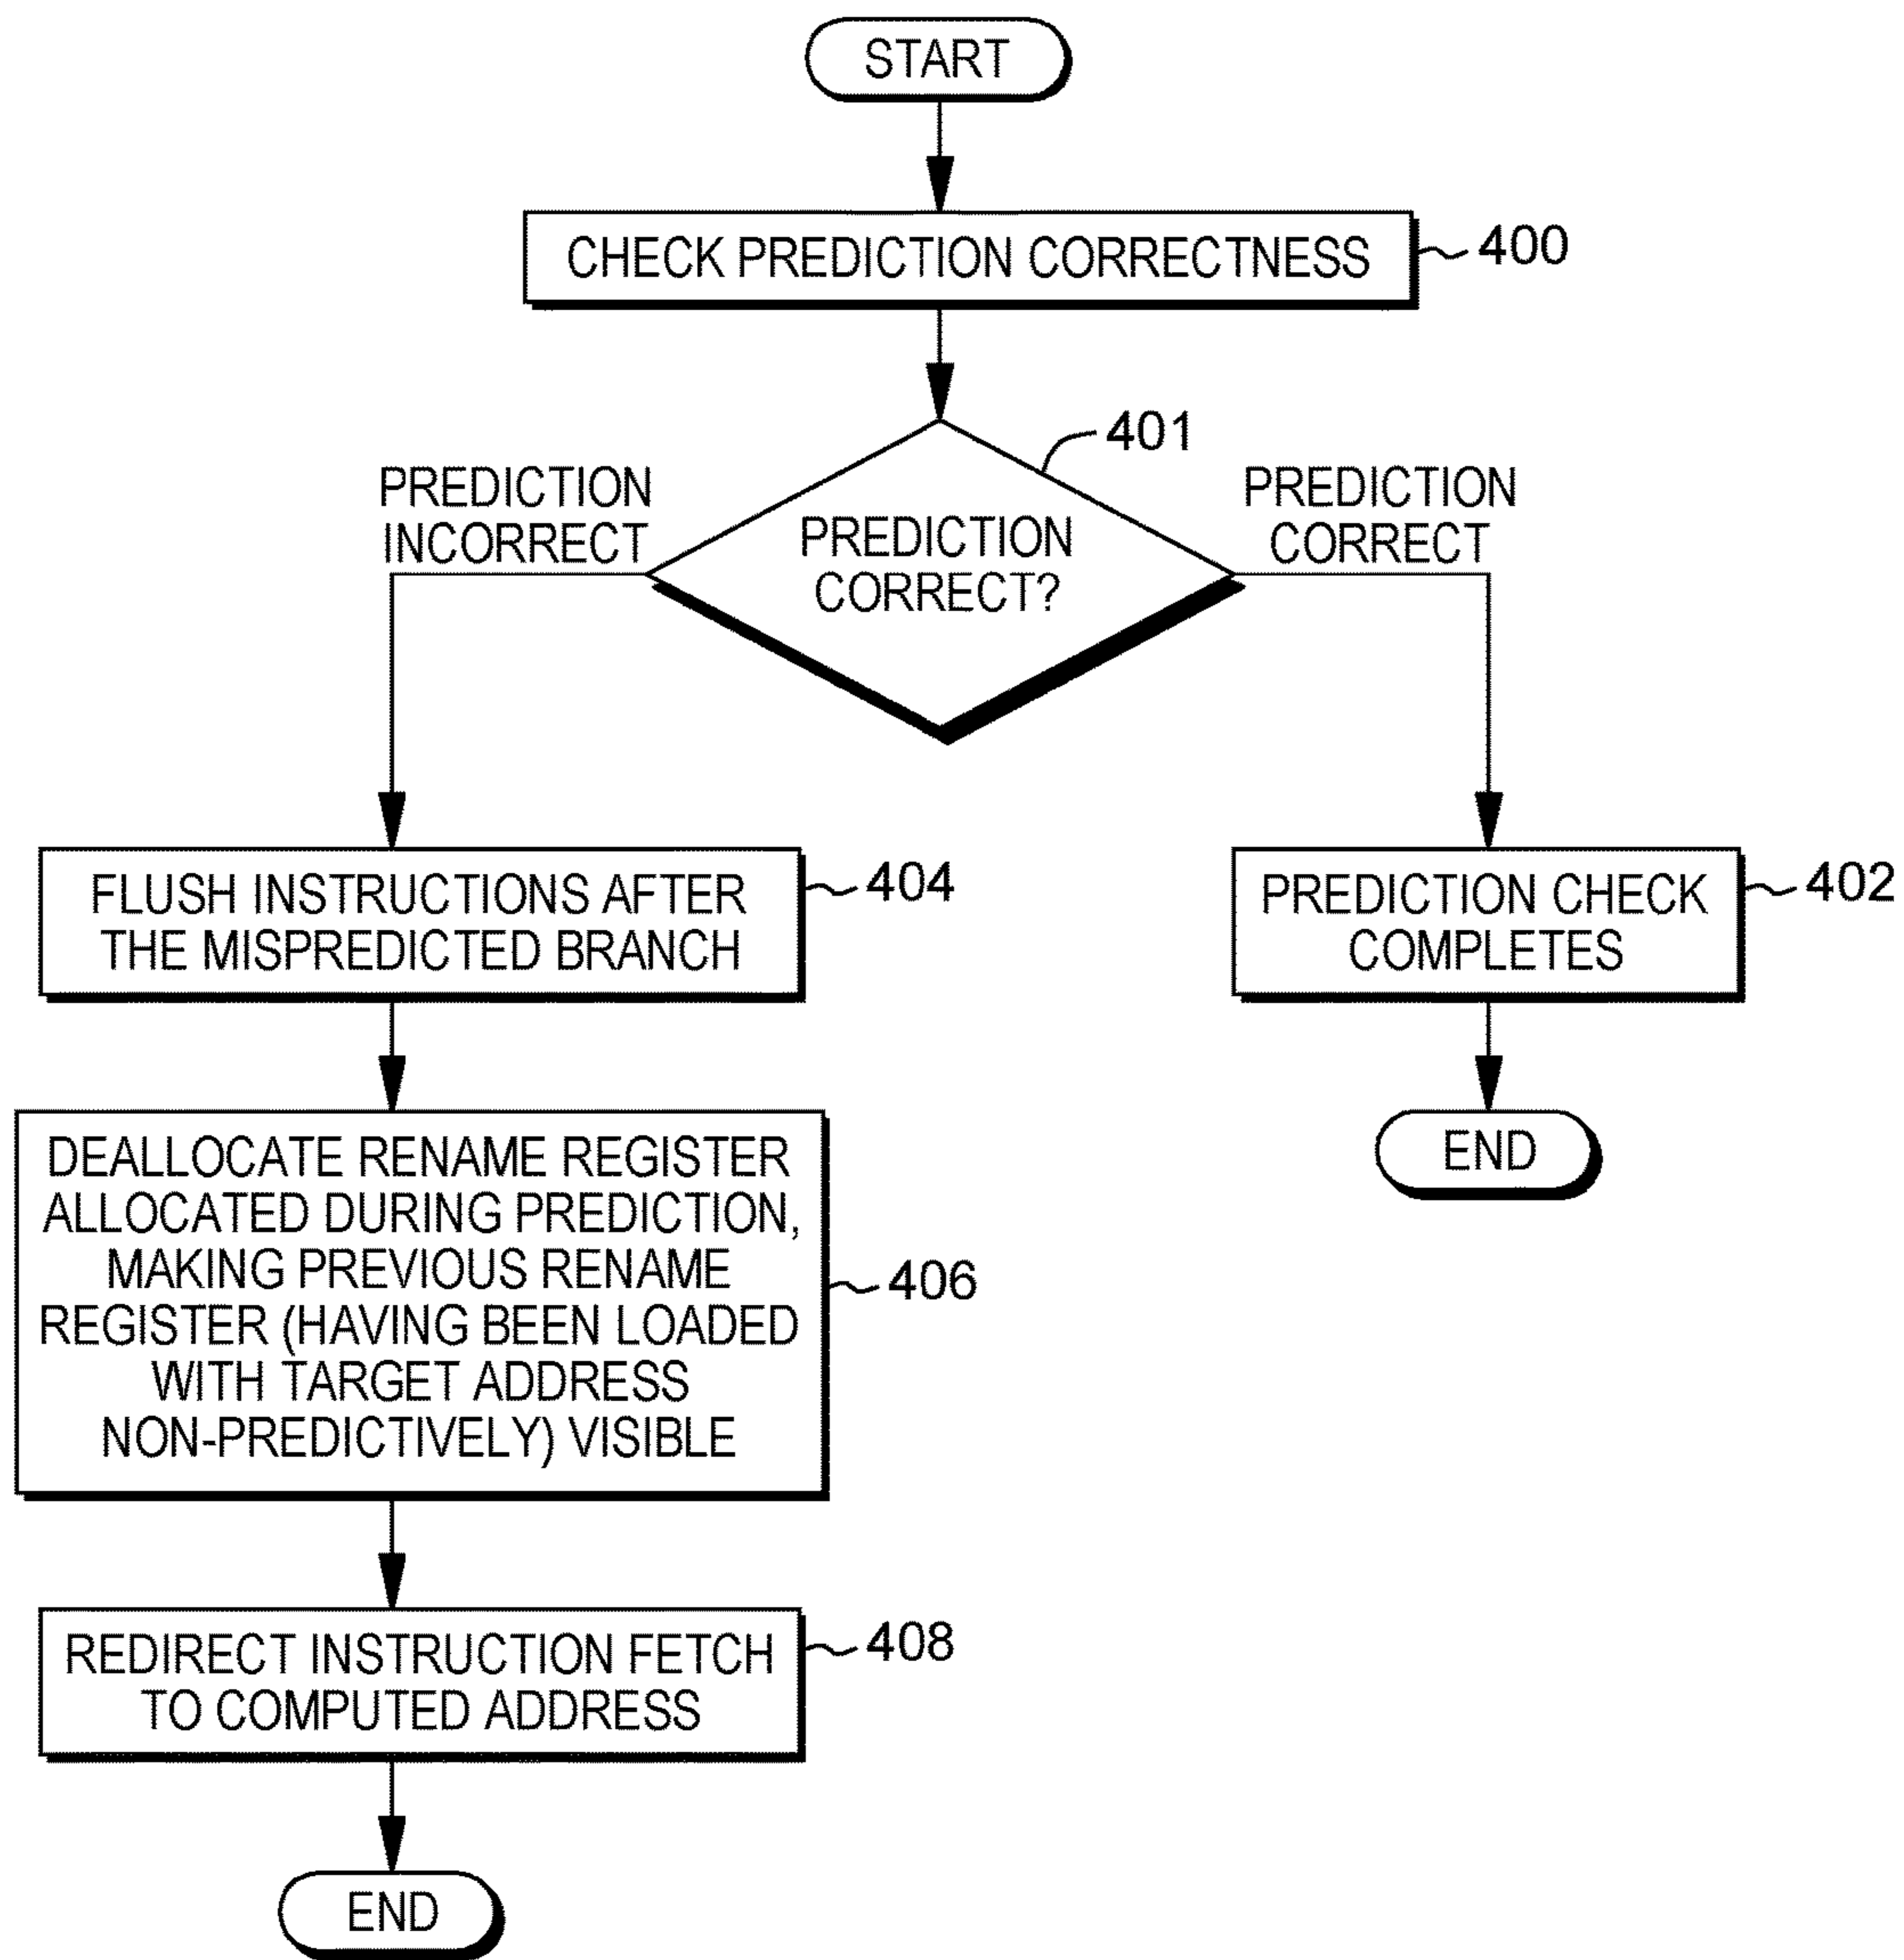 START
CHECK PREDICTION CORRECTNESS
400
401
PREDICTION
INCORRECT
PREDICTION
CORRECT?
PREDICTION
CORRECT
FLUSH INSTRUCTIONS AFTER
THE MISPREDICTED BRANCH
404
PREDICTION CHECK
COMPLETES
402
DEALLOCATE RENAME REGISTER
ALLOCATED DURING PREDICTION,
MAKING PREVIOUS RENAME
REGISTER (HAVING BEEN LOADED
WITH TARGET ADDRESS
NON-PREDICTIVELY) VISIBLE
406
END
REDIRECT INSTRUCTION FETCH
TO COMPUTED ADDRESS
408
END